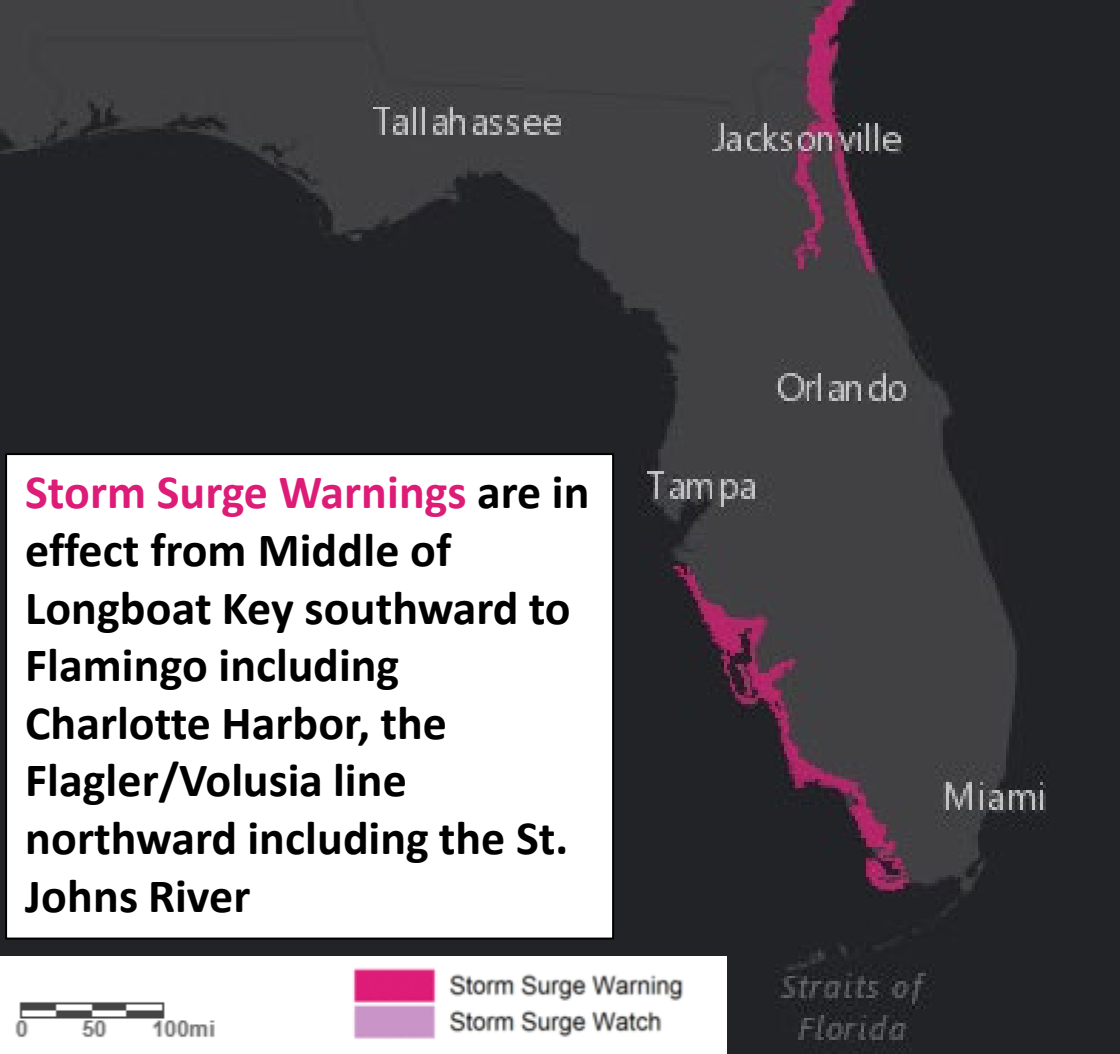 Tallahassee
Jacksonville
Orlando
Tampa
Storm Surge Warnings are in
effect from Middle of
Longboat Key southward to
Flamingo including
Charlotte Harbor, the
Flagler/Volusia line
northward including the St.
Johns River
Miami
Straits of
Florida
0 50 100mi
Storm Surge Warning
Storm Surge Watch